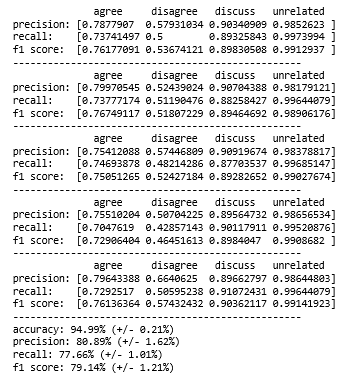 agree disagree discuss unrelated
precision: [0.7877907 0.57931034 0.90340909 0.9852623 ]
recall: [0.73741497 0.5 0.89325843 0.9973994 ]
f1 score: [0.76177091 0.53674121 0.89830508 0.9912937 ]
------------------------------------------------
agree disagree discuss unrelated
precision: [0.79970545 0.52439024 0.90704388 0.98179121]
recall: [0.73777174 0.51190476 0.88258427 0.99644079]
f1 score: [0.76749117 0.51807229 0.89464692 0.98906176]
------------------------------------------------
agree disagree discuss unrelated
precision: [0.75412088 0.57446809 0.90919674 0.98378817]
recall: [0.74693878 0.48214286 0.87703537 0.99685147]
f1 score: [0.75051265 0.52427184 0.89282652 0.99027674]
------------------------------------------------
agree disagree discuss unrelated
precision: [0.75510204 0.50704225 0.89564732 0.98656534]
recall: [0.7047619 0.42857143 0.90117911 0.99520876]
f1 score: [0.72906404 0.46451613 0.8984047 0.9908682 ]
------------------------------------------------
agree disagree discuss unrelated
precision: [0.79643388 0.6640625 0.89662797 0.98644803]
recall: [0.7292517 0.50595238 0.91072431 0.99644079]
f1 score: [0.76136364 0.57432432 0.90362117 0.99141923]
------------------------------------------------
accuracy: 94.99% (+/- 0.21%)
precision: 80.89% (+/- 1.62%)
recall: 77.66% (+/- 1.01%)
f1 score: 79.14% (+/- 1.21%)